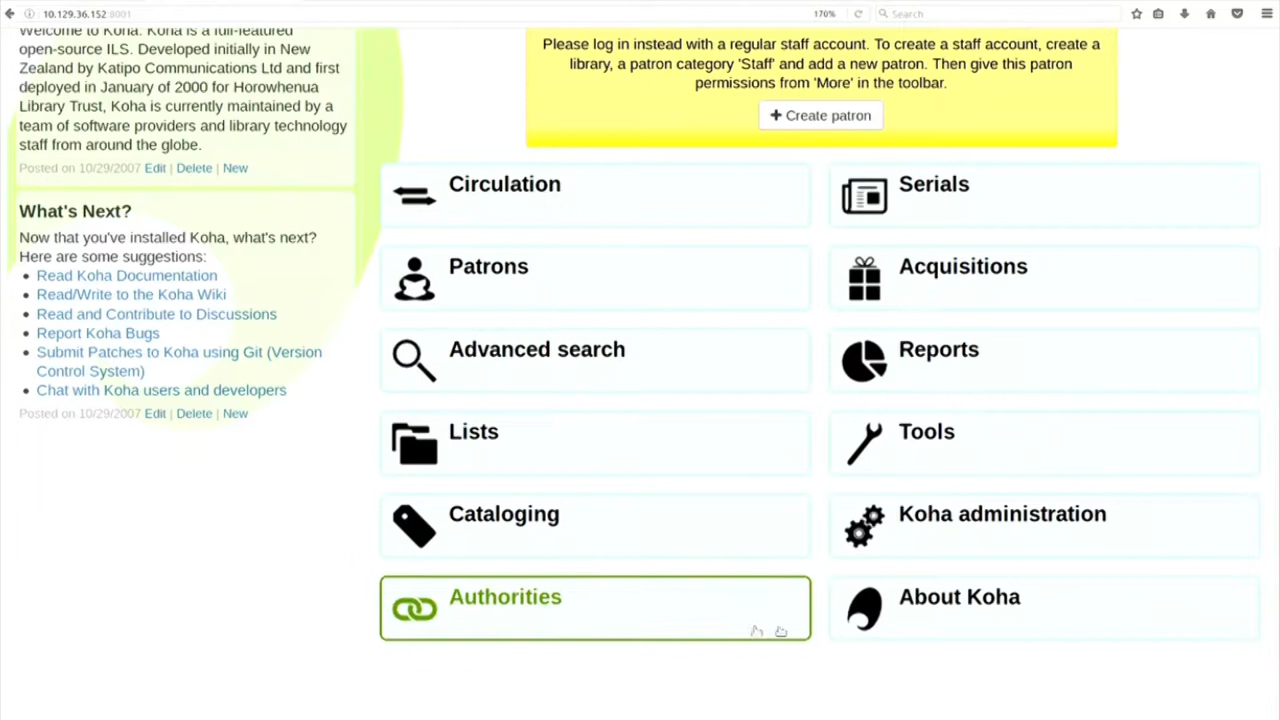 10.129.36.152:8001
170%
Search
Welcome to Koha. Koha is a full-featured
open-source ILS. Developed initially in New
Zealand by Katipo Communications Ltd and first
deployed in January of 2000 for Horowhenua
Library Trust, Koha is currently maintained by a
team of software providers and library technology
staff from around the globe.
Posted on 10/29/2007 Edit | Delete | New
What's Next?
Now that you've installed Koha, what's next?
Here are some suggestions:
Read Koha Documentation
Read/Write to the Koha Wiki
Read and Contribute to Discussions
Report Koha Bugs
Submit Patches to Koha using Git (Version
Control System)
Chat with Koha users and developers
Posted on 10/29/2007 Edit | Delete | New
Please log in instead with a regular staff account. To create a staff account, create a
library, a patron category 'Staff' and add a new patron. Then give this patron
permissions from 'More' in the toolbar.
+ Create patron
Circulation
Serials
Patrons
Acquisitions
Advanced search
Reports
Lists
Tools
Cataloging
Koha administration
Authorities
About Koha